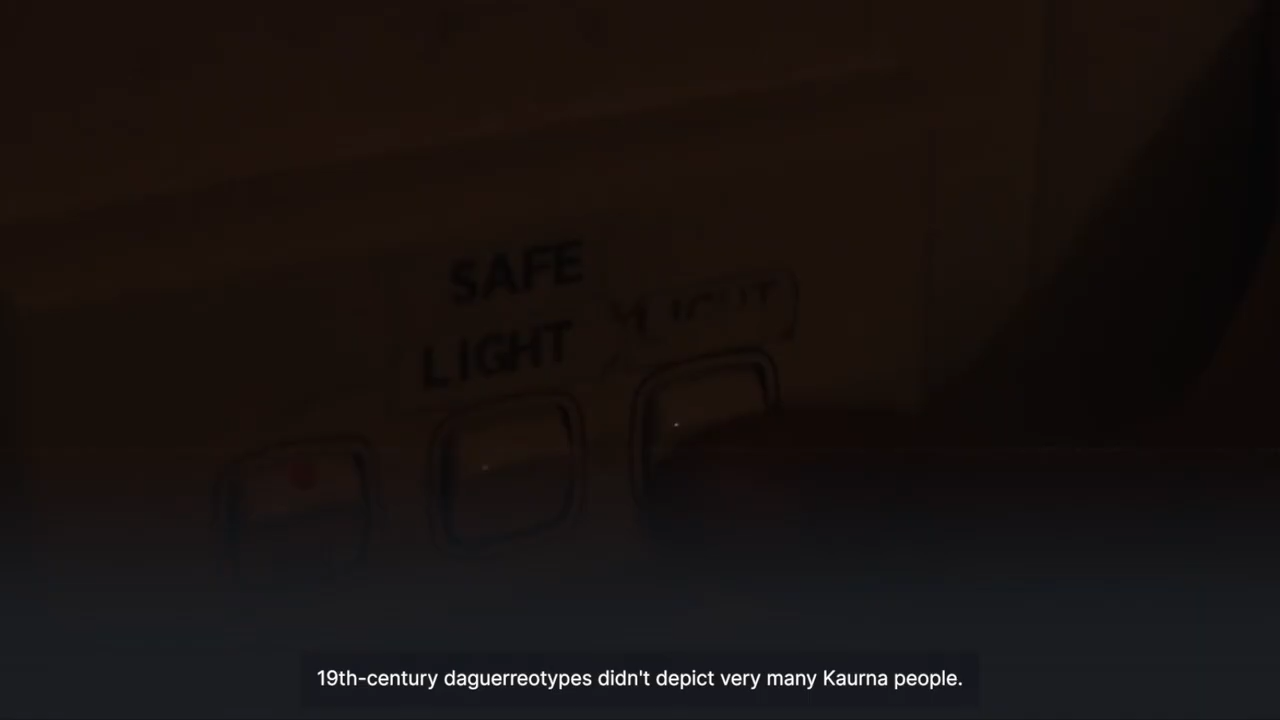 SAFE
LIGHT
19th-century daguerreotypes didn't depict very many Kaurna people.